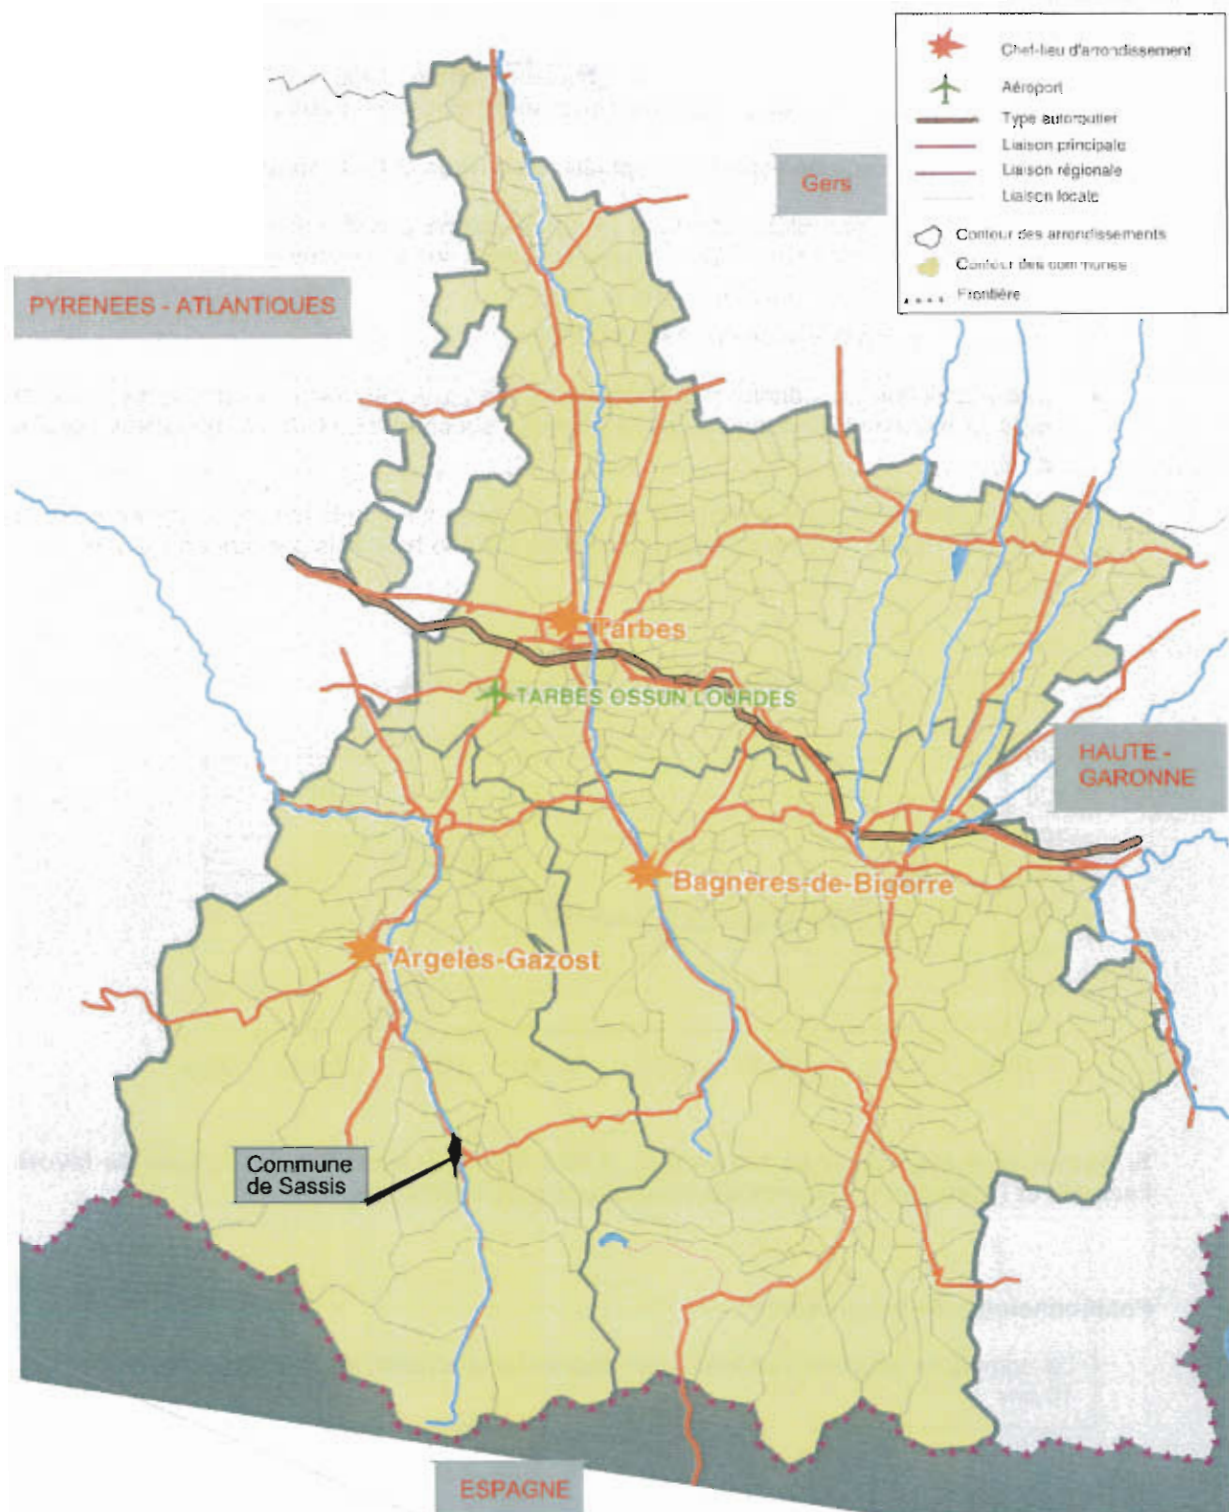 Chef-lieu d'arrondissement
Aéroport
Type autoroutier
Liaison principale
Liaison régionale
Liaison locale
Contour des arrondissements
Contour des communes
Frontière
Gers
PYRENEES - ATLANTIQUES
Tarbes
TARBES OSSUN LOURDES
HAUTE -
GARONNE
Bagnères-de-Bigorre
Argelès-Gazost
Commune
de Sassis
ESPAGNE